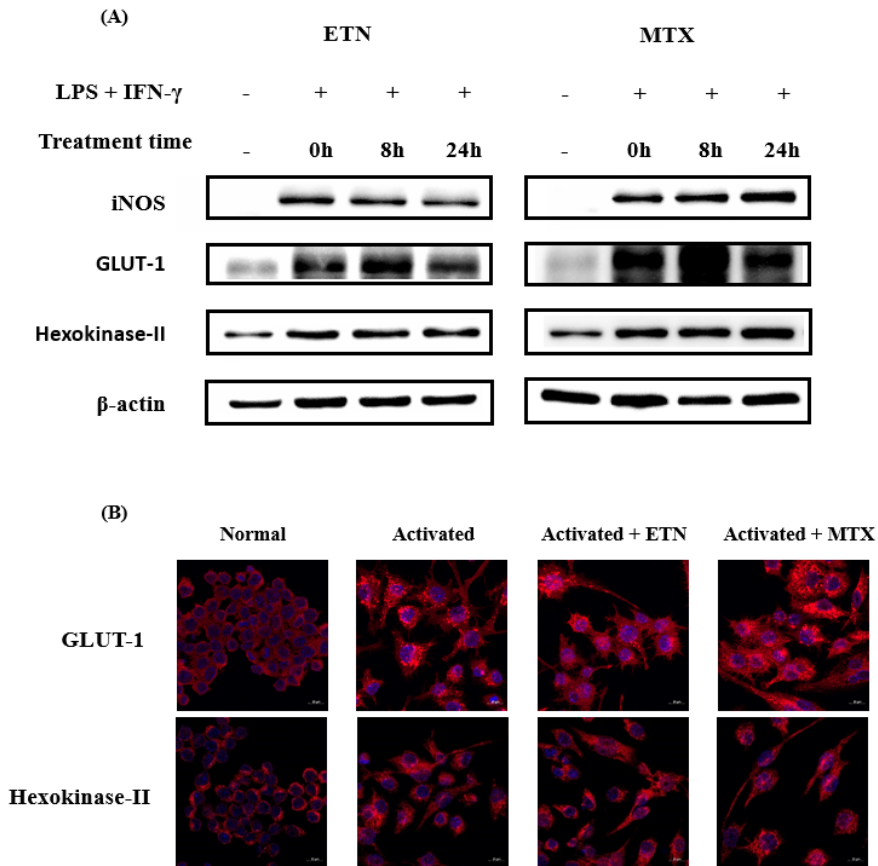 (A)
ETN MTX
LPS + IFN-γ - + + + - + + +
Treatment time - 0h 8h 24h - 0h 8h 24h
iNOS
GLUT-1
Hexokinase-II
β-actin
(B)
Normal Activated Activated + ETN Activated + MTX
GLUT-1
Hexokinase-II